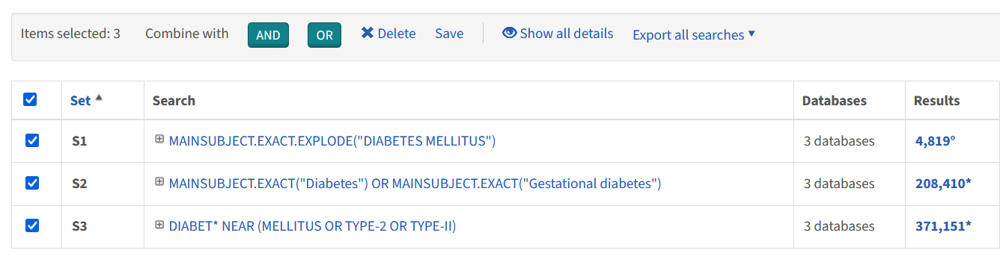 Items selected: 3 Combine with AND OR Delete Save Show all details Export all searches
Set Search Databases Results
S1 MAINSUBJECT.EXACT.EXPLODE("DIABETES MELLITUS") 3 databases 4,819°
S2 MAINSUBJECT.EXACT("Diabetes") OR MAINSUBJECT.EXACT("Gestational diabetes") 3 databases 208,410*
S3 DIABET* NEAR (MELLITUS OR TYPE-2 OR TYPE-II) 3 databases 371,151*